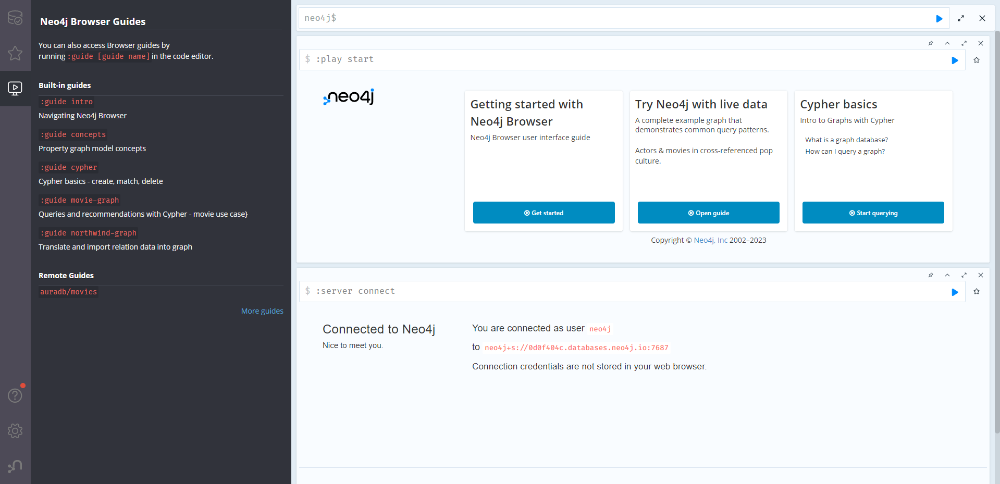 Neo4j Browser Guides
You can also access Browser guides by
running :guide [guide name] in the code editor.
Built-in guides
:guide intro
Navigating Neo4j Browser
:guide concepts
Property graph model concepts
:guide cypher
Cypher basics - create, match, delete
:guide movie-graph
Queries and recommendations with Cypher - movie use case}
:guide northwind-graph
Translate and import relation data into graph
Remote Guides
auradb/movies
More guides
neo4j$
$ :play start
neo4j
Getting started with
Neo4j Browser
Neo4j Browser user interface guide
Get started
Try Neo4j with live data
A complete example graph that
demonstrates common query patterns.
Actors & movies in cross-referenced pop
culture.
Open guide
Cypher basics
Intro to Graphs with Cypher
What is a graph database?
How can I query a graph?
Start querying
Copyright © Neo4j, Inc 2002–2023
$ :server connect
Connected to Neo4j
Nice to meet you.
You are connected as user neo4j
to neo4j+s://0d0f404c.databases.neo4j.io:7687
Connection credentials are not stored in your web browser.